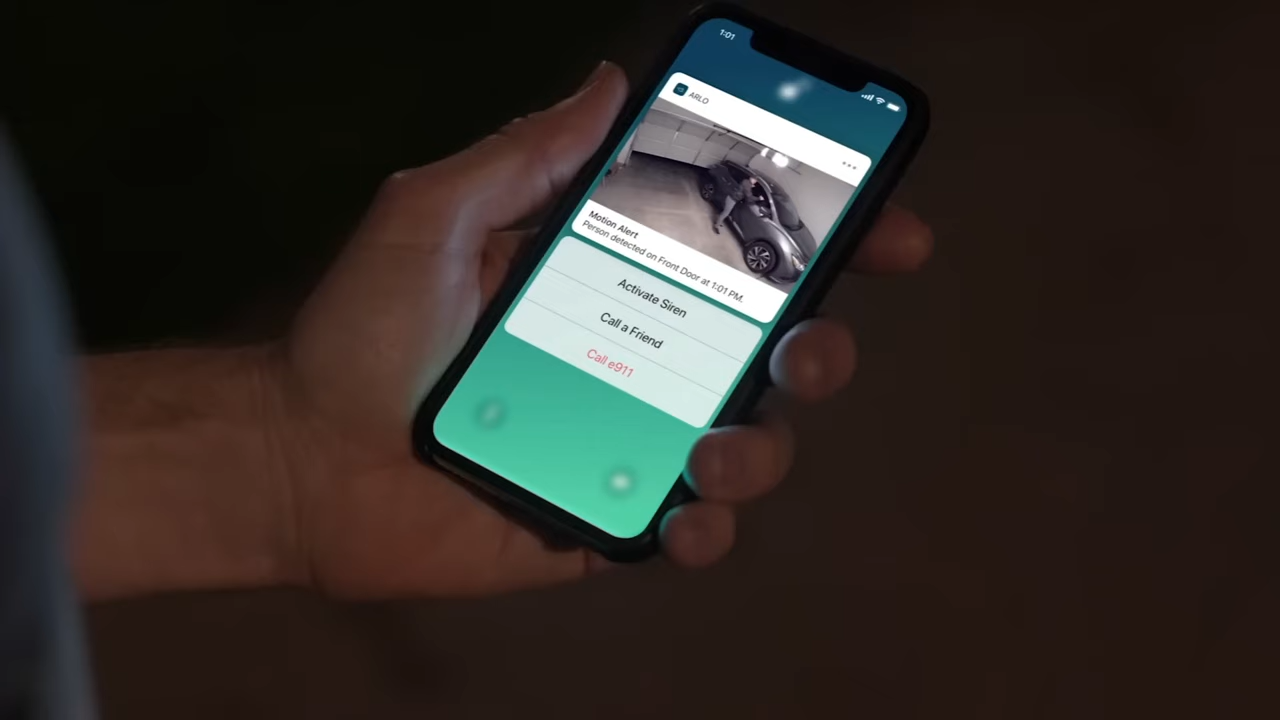 1:01
ARLO
Motion Alert
Person detected on Front Door at 1:01 PM.
Activate Siren
Call a Friend
Call e911